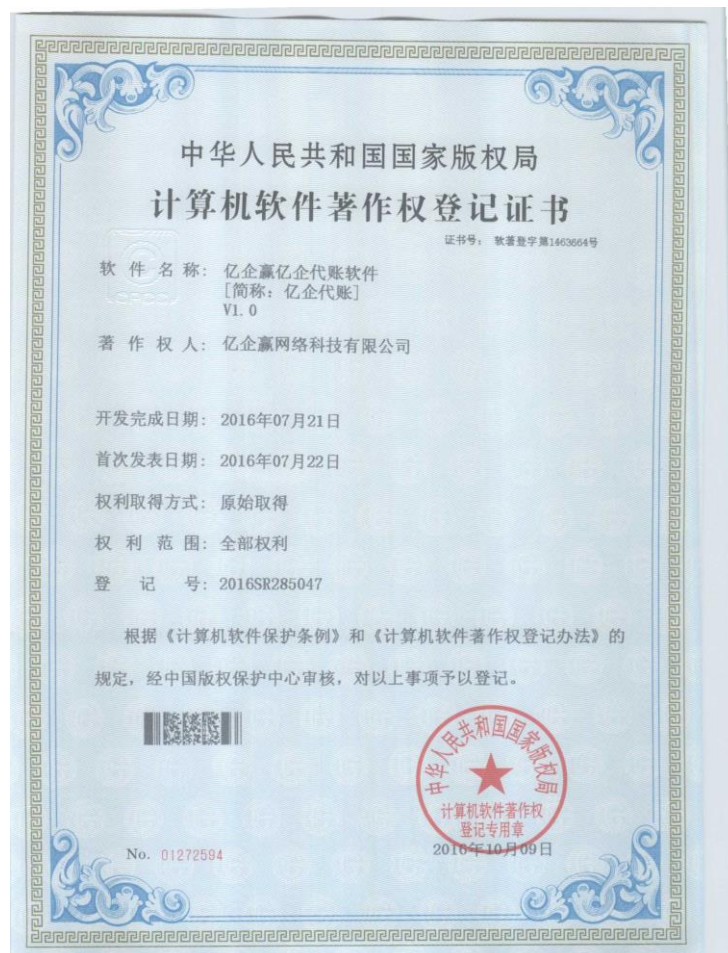 中华人民共和国国家版权局
计算机软件著作权登记证书
证书号： 软著登字第1463664号
软 件 名 称： 亿企赢亿企代账软件
[简称：亿企代账]
V1.0
著 作 权 人： 亿企赢网络科技有限公司
开发完成日期： 2016年07月21日
首次发表日期： 2016年07月22日
权利取得方式： 原始取得
权 利 范 围： 全部权利
登 记 号： 2016SR285047
根据《计算机软件保护条例》和《计算机软件著作权登记办法》的
规定，经中国版权保护中心审核，对以上事项予以登记。
中华人民共和国国家版权局
计算机软件著作权
登记专用章
2016年10月09日
No. 01272594